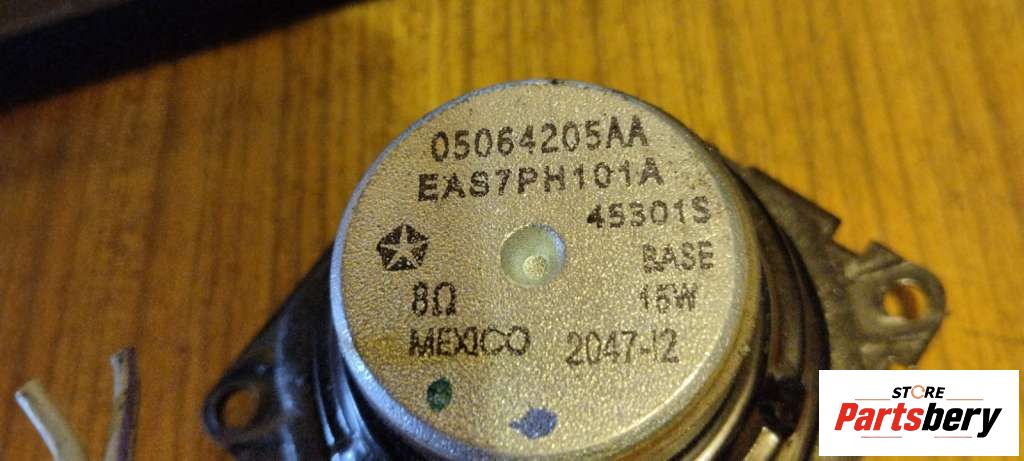 05064205AA
EAS7PH101A
45301S
BASE
8Ω 15W
MEXICO 2047-I2
STORE
Partsbery